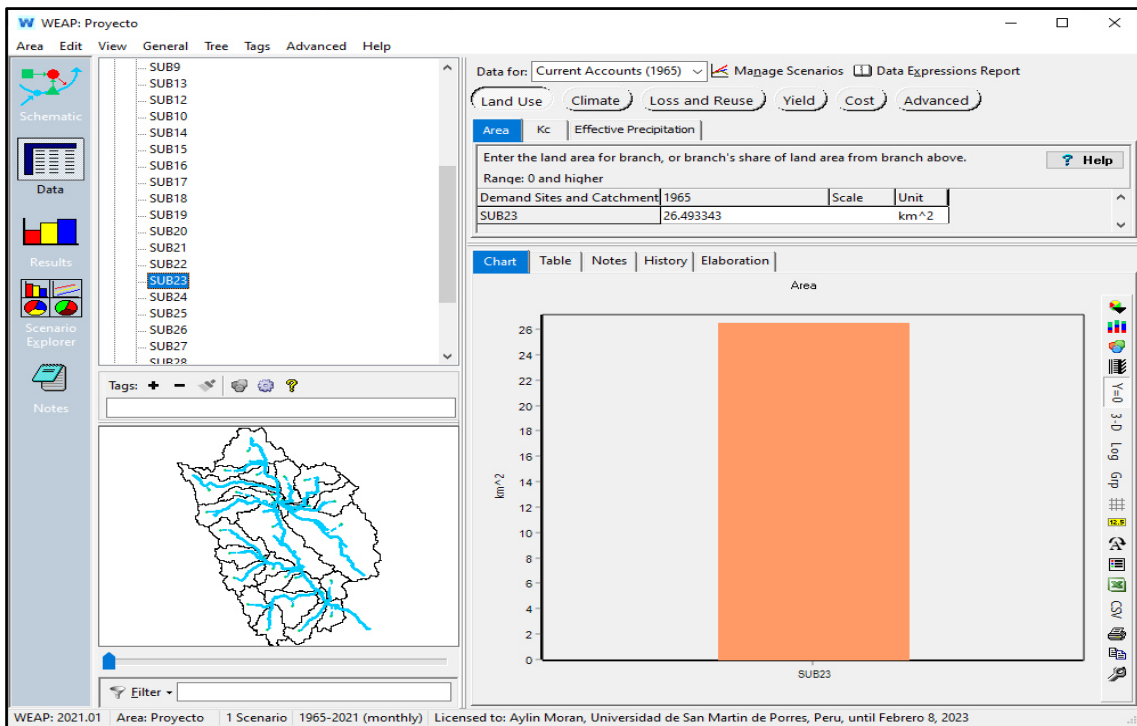 WEAP: Proyecto
Area Edit View General Tree Tags Advanced Help
Schematic
Data
Results
Scenario
Explorer
Notes
SUB9
SUB13
SUB12
SUB10
SUB14
SUB15
SUB16
SUB17
SUB18
SUB19
SUB20
SUB21
SUB22
SUB23
SUB24
SUB25
SUB26
SUB27
SUB28
Tags:
Filter
Data for: Current Accounts (1965) Manage Scenarios Data Expressions Report
Land Use Climate Loss and Reuse Yield Cost Advanced
Area Kc Effective Precipitation
Enter the land area for branch, or branch's share of land area from branch above.
? Help
Range: 0 and higher
Demand Sites and Catchment 1965 Scale Unit
SUB23 26.493343 km^2
Chart Table Notes History Elaboration
Area
26
24
22
20
18
16
14
12
10
8
6
4
2
0
km^2
SUB23
Y=0
3-D
Log
Grp
12.5
CSV
WEAP: 2021.01 Area: Proyecto 1 Scenario 1965-2021 (monthly) Licensed to: Aylin Moran, Universidad de San Martin de Porres, Peru, until Febrero 8, 2023